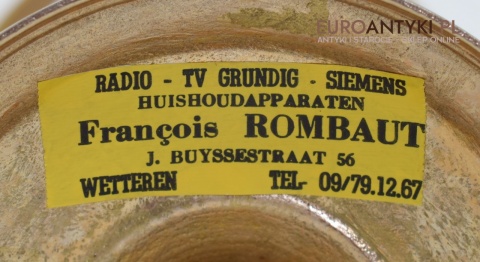 EUROANTYKI.PL
ANTYKI STAROCIE SKLEP ONLINE
RADIO - TV GRUNDIG - SIEMENS
HUISHOUDAPPARATEN
François ROMBAUT
J. BUYSSESTRAAT 56
WETTEREN TEL- 09/79.12.67